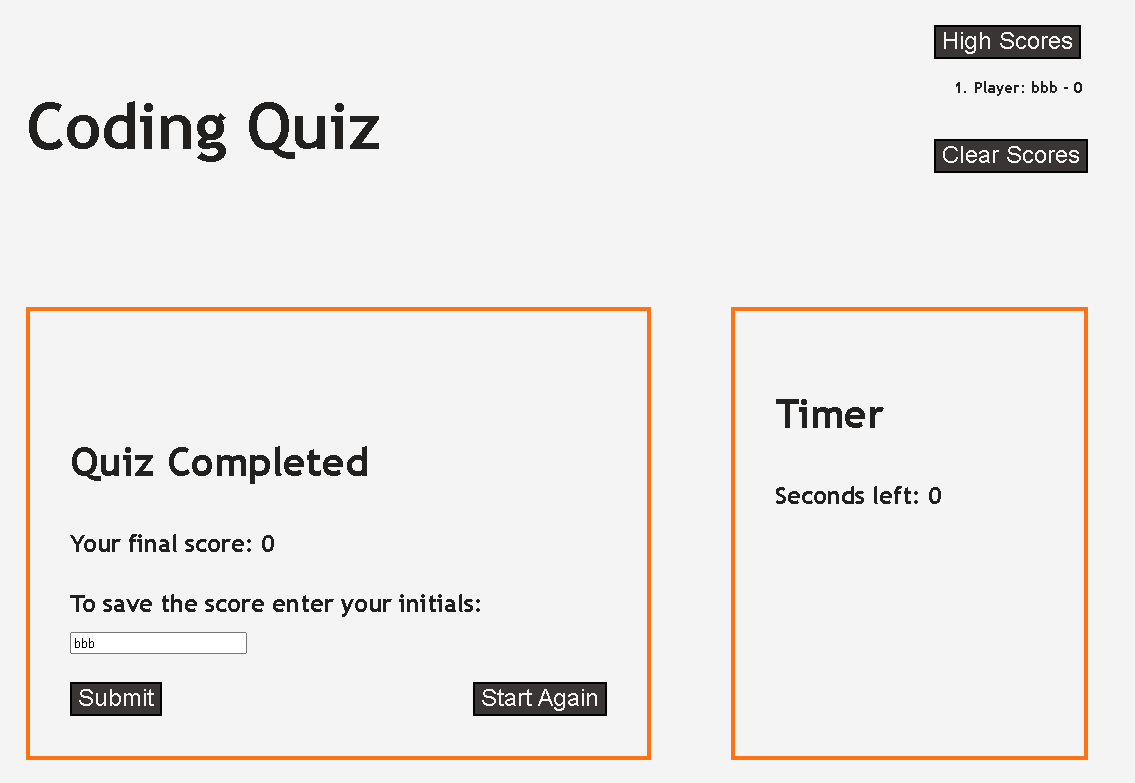 High Scores
1. Player: bbb - 0
Coding Quiz
Clear Scores
Quiz Completed
Your final score: 0
To save the score enter your initials:
bbb
Submit
Start Again
Timer
Seconds left: 0